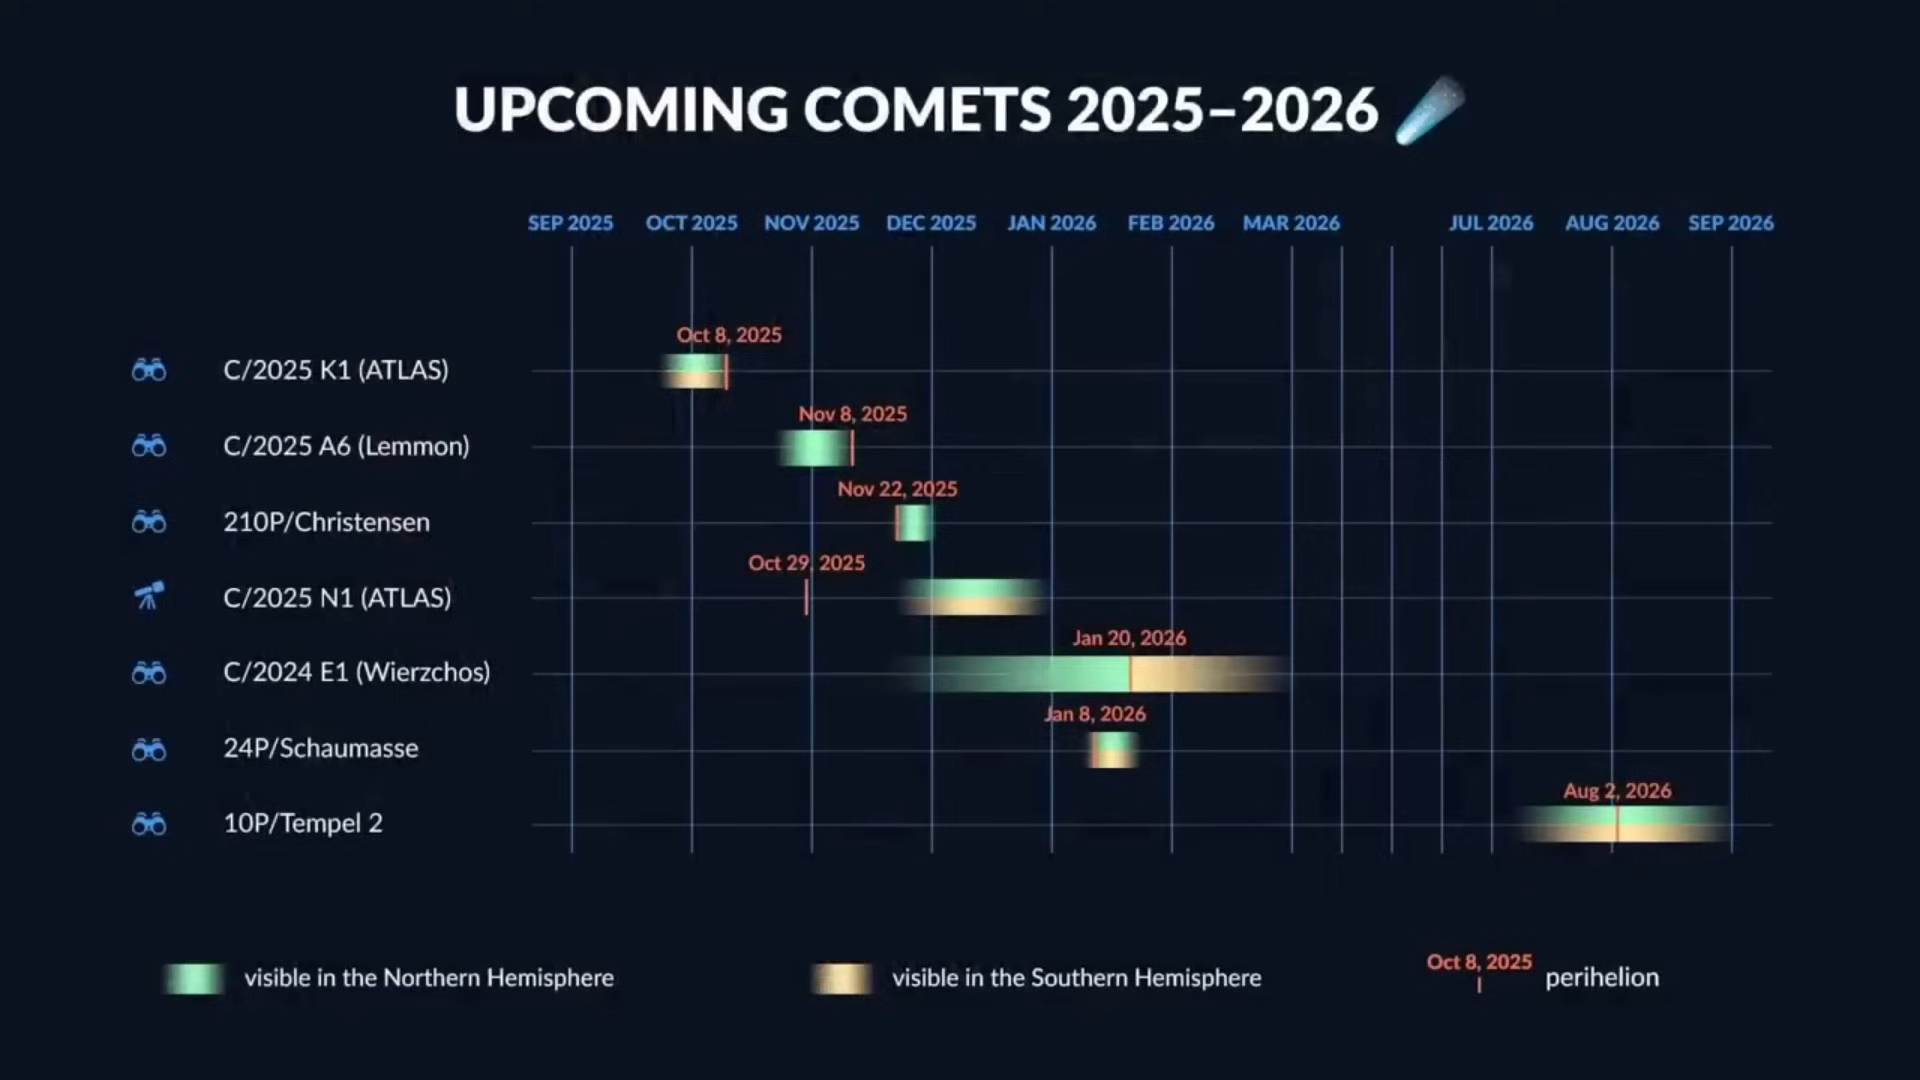 UPCOMING COMETS 2025–2026
SEP 2025 OCT 2025 NOV 2025 DEC 2025 JAN 2026 FEB 2026 MAR 2026 JUL 2026 AUG 2026 SEP 2026
Oct 8, 2025
C/2025 K1 (ATLAS)
Nov 8, 2025
C/2025 A6 (Lemmon)
Nov 22, 2025
210P/Christensen
Oct 29, 2025
C/2025 N1 (ATLAS)
Jan 20, 2026
C/2024 E1 (Wierzchos)
Jan 8, 2026
24P/Schaumasse
Aug 2, 2026
10P/Tempel 2
visible in the Northern Hemisphere
visible in the Southern Hemisphere
Oct 8, 2025
perihelion